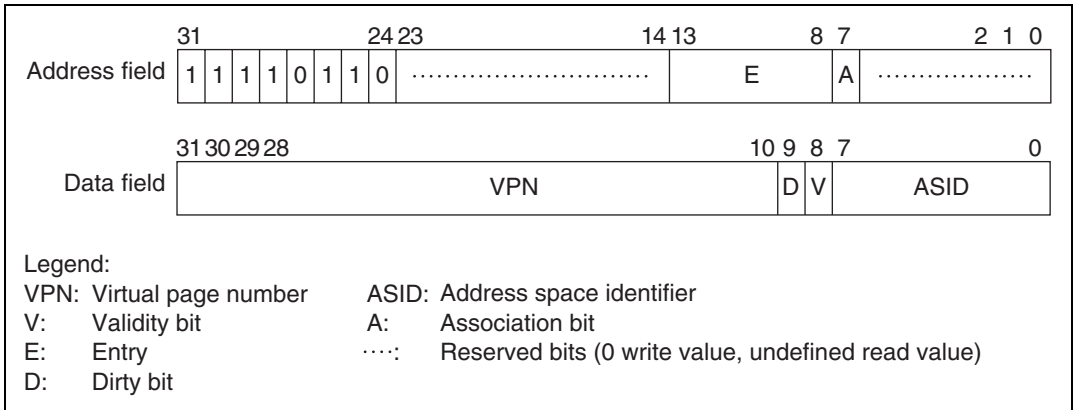 31 24 23 14 13 8 7 2 1 0
Address field 1 1 1 1 0 1 1 0 ............................ E A ...................
31 30 29 28 10 9 8 7 0
Data field VPN D V ASID
Legend:
VPN: Virtual page number ASID: Address space identifier
V: Validity bit A: Association bit
E: Entry ····: Reserved bits (0 write value, undefined read value)
D: Dirty bit